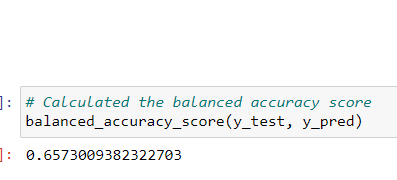 ]: # Calculated the balanced accuracy score
balanced_accuracy_score(y_test, y_pred)
]: 0.6573009382322703